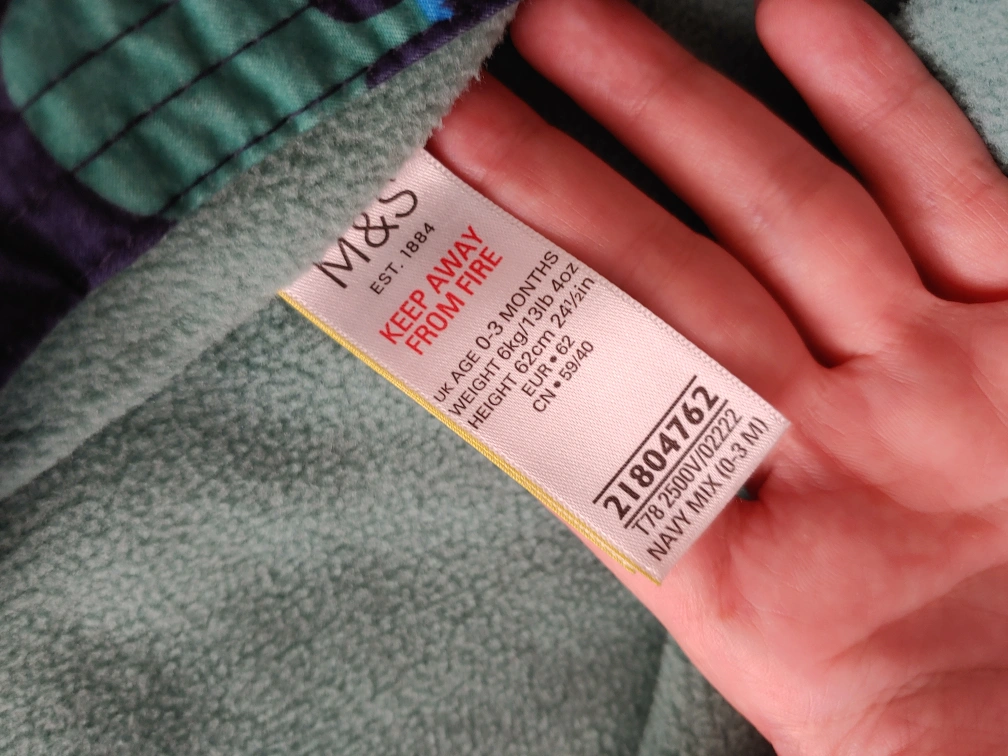 M&S
EST. 1884
KEEP AWAY
FROM FIRE
UK AGE 0-3 MONTHS
WEIGHT 6kg/13lb 4oz
HEIGHT 62cm 24½in
EUR • 62
CN • 59/40
21804762
T78 2500V/02222
NAVY MIX (0-3 M)